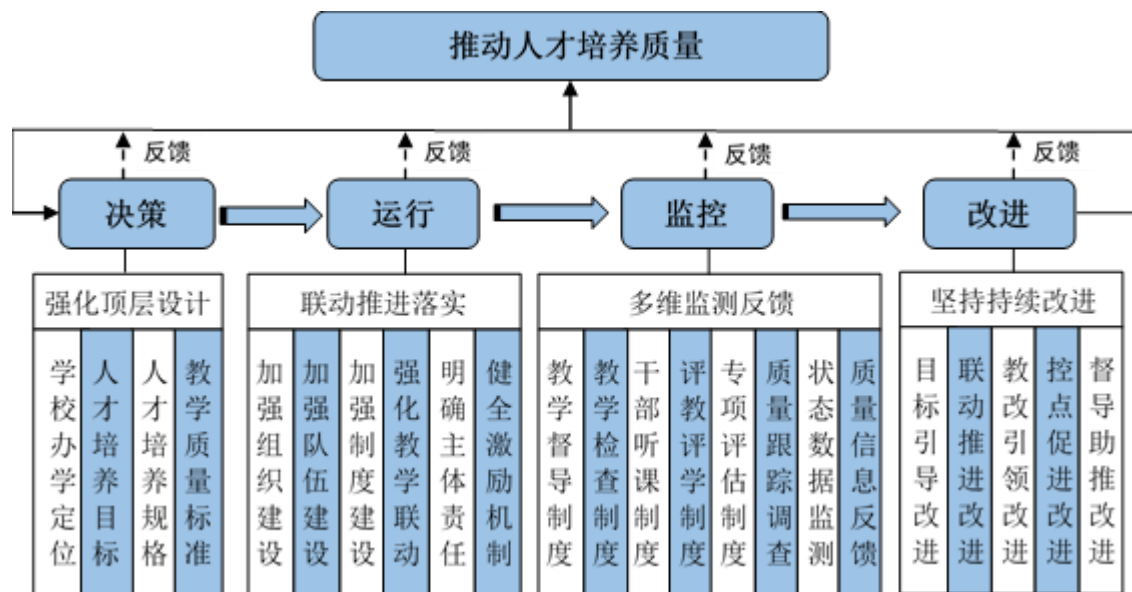 推动人才培养质量
反馈
反馈
反馈
反馈
决策
运行
监控
改进
强化顶层设计
联动推进落实
多维监测反馈
坚持持续改进
学校办学定位
人才培养目标
人才培养规格
教学质量标准
加强组织建设
加强队伍建设
加强制度建设
强化教学联动
明确主体责任
健全激励机制
教学督导制度
教学检查制度
干部听课制度
评教评学制度
专项评估制度
质量跟踪调查
状态数据监测
质量信息反馈
目标引导改进
联动推进改进
教改引领改进
控点促进改进
督导助推改进